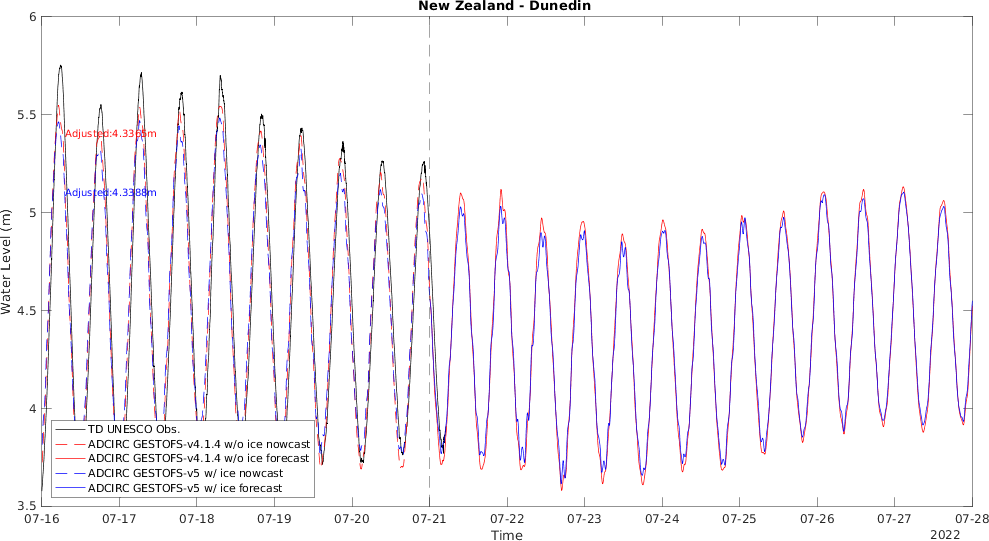 New Zealand - Dunedin
6
5.5
5
4.5
4
3.5
Water Level (m)
Adjusted:4.3365m
Adjusted:4.3388m
TD UNESCO Obs.
ADCIRC GESTOFS-v4.1.4 w/o ice nowcast
ADCIRC GESTOFS-v4.1.4 w/o ice forecast
ADCIRC GESTOFS-v5 w/ ice nowcast
ADCIRC GESTOFS-v5 w/ ice forecast
07-16 07-17 07-18 07-19 07-20 07-21 07-22 07-23 07-24 07-25 07-26 07-27 07-28
Time
2022